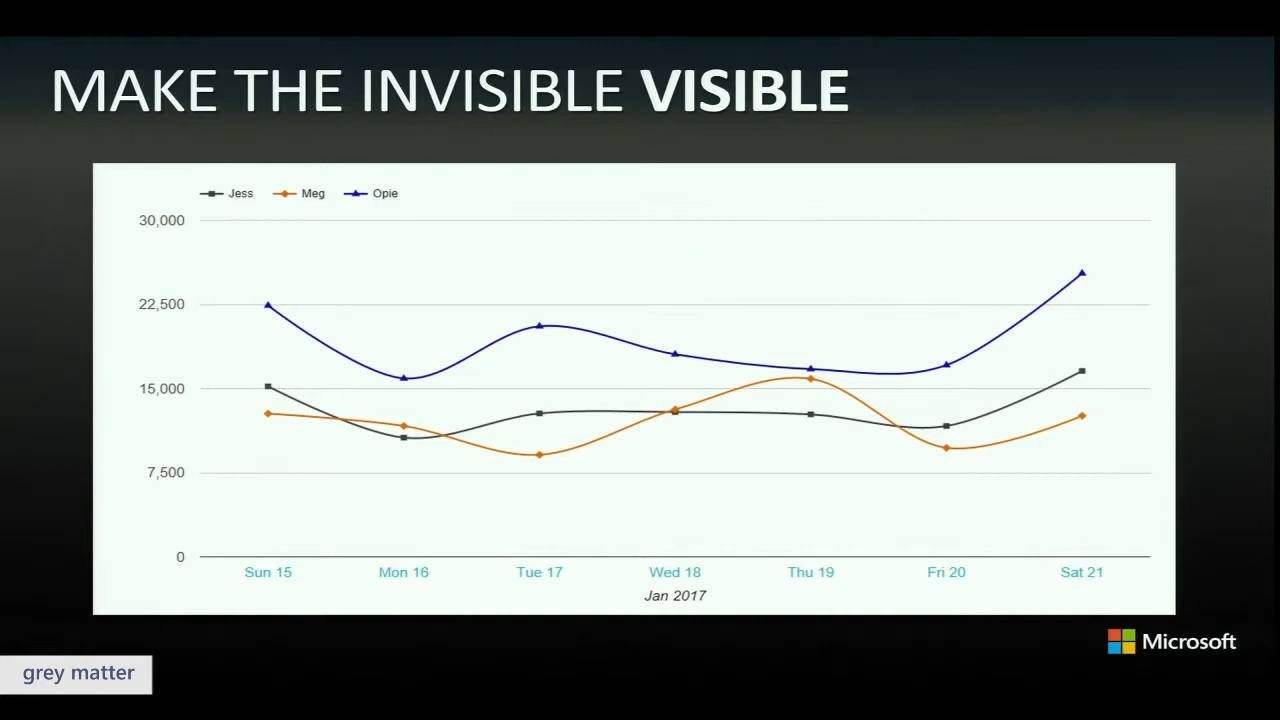 MAKE THE INVISIBLE VISIBLE
Jess Meg Opie
30,000
22,500
15,000
7,500
0
Sun 15 Mon 16 Tue 17 Wed 18 Thu 19 Fri 20 Sat 21
Jan 2017
Microsoft
grey matter